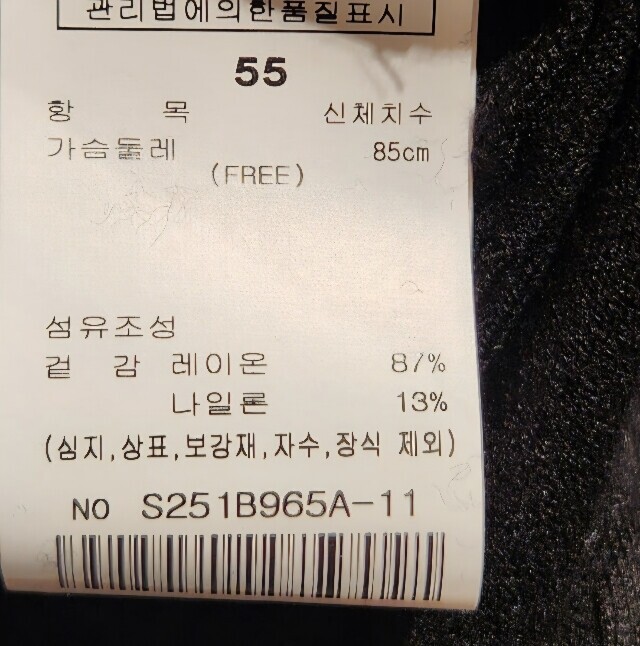 관리법에의한품질표시
55
항 목 신체치수
가슴둘레 85cm
(FREE)
섬유조성
겉 감 레이온 87%
나일론 13%
(심지,상표,보강재,자수,장식 제외)
NO S251B965A-11